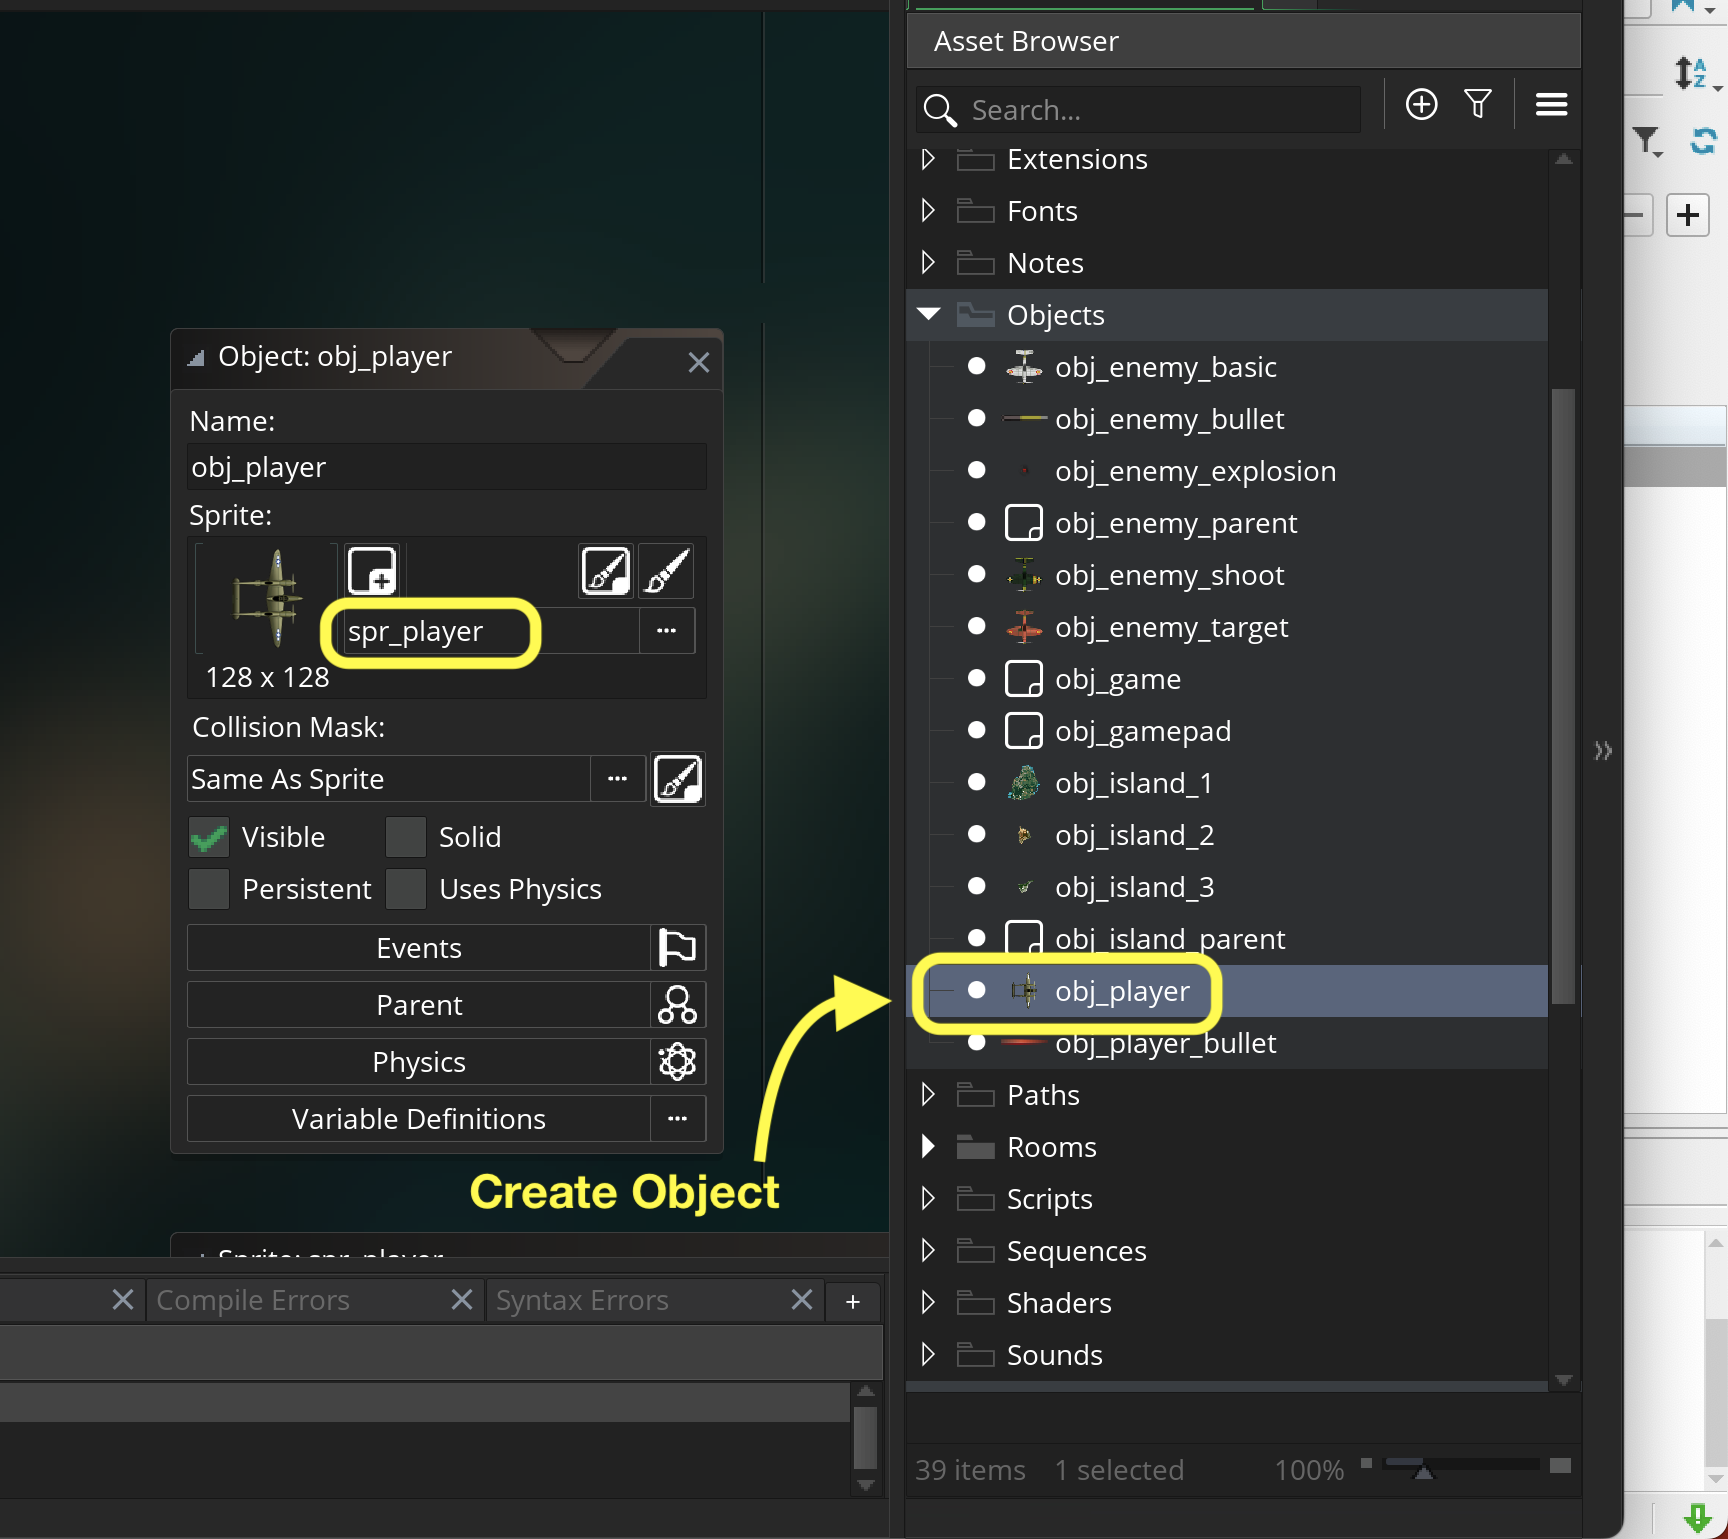 Asset Browser
Search...
Extensions
Fonts
Notes
Objects
obj_enemy_basic
obj_enemy_bullet
obj_enemy_explosion
obj_enemy_parent
obj_enemy_shoot
obj_enemy_target
obj_game
obj_gamepad
obj_island_1
obj_island_2
obj_island_3
obj_island_parent
obj_player
obj_player_bullet
Paths
Rooms
Scripts
Sequences
Shaders
Sounds
39 items 1 selected 100%
Object: obj_player
Name:
obj_player
Sprite:
spr_player
128 x 128
Collision Mask:
Same As Sprite
Visible Solid
Persistent Uses Physics
Events
Parent
Physics
Variable Definitions
Create Object
Sprite: spr_player
Compile Errors Syntax Errors
A
Z